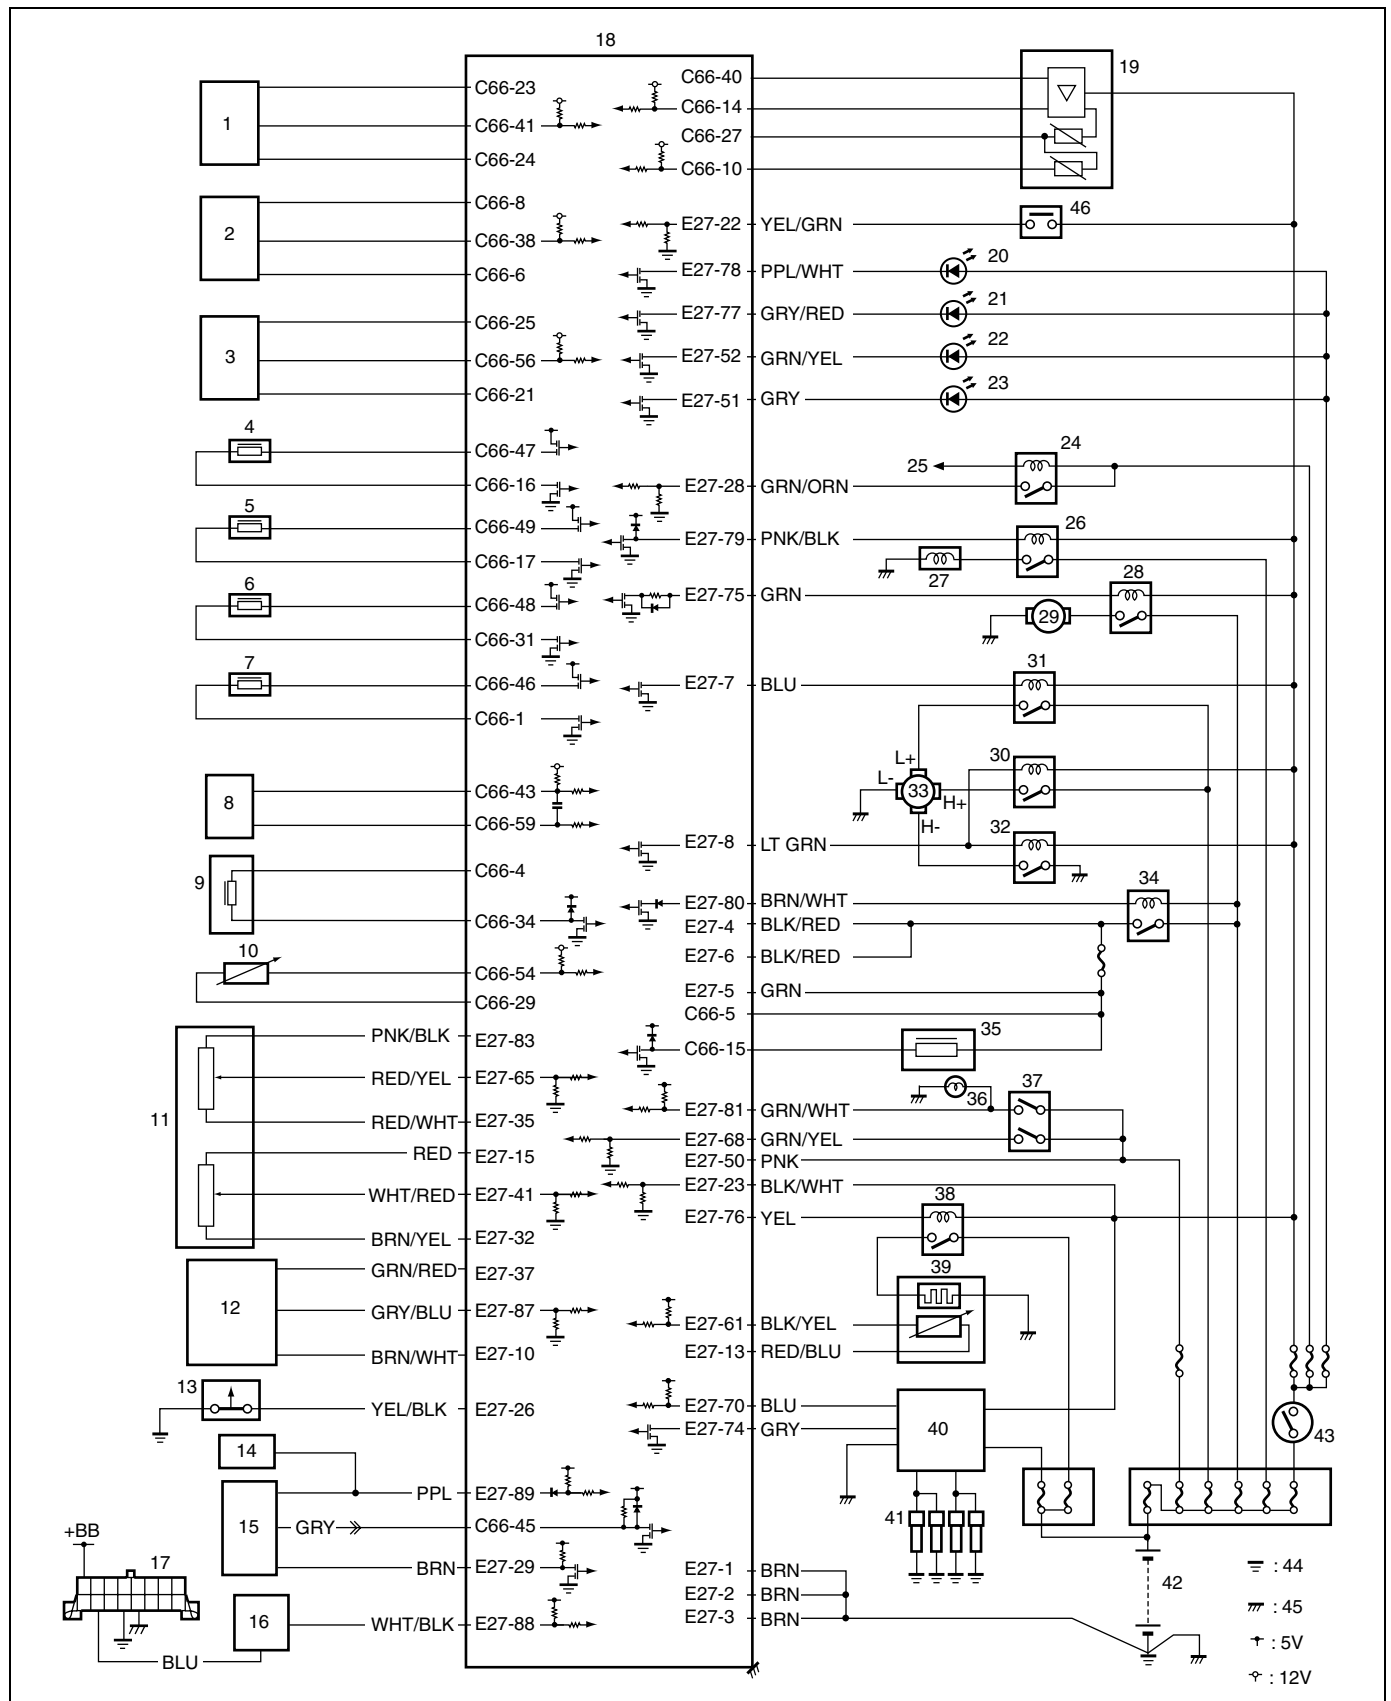 18
1
C66-23
C66-41
C66-24
2
C66-8
C66-38
C66-6
3
C66-25
C66-56
C66-21
4
C66-47
C66-16
5
C66-49
C66-17
6
C66-48
C66-31
7
C66-46
C66-1
8
C66-43
C66-59
9
C66-4
C66-34
10
C66-54
C66-29
11
PNK/BLK E27-83
RED/YEL E27-65
RED/WHT E27-35
RED E27-15
WHT/RED E27-41
BRN/YEL E27-32
12
GRN/RED E27-37
GRY/BLU E27-87
BRN/WHT E27-10
13
YEL/BLK E27-26
14
15
PPL E27-89
GRY C66-45
BRN E27-29
+BB
17
16
WHT/BLK E27-88
BLU
C66-40
C66-14
C66-27
C66-10
19
E27-22 YEL/GRN
46
E27-78 PPL/WHT
20
E27-77 GRY/RED
21
E27-52 GRN/YEL
22
E27-51 GRY
23
24
25
E27-28 GRN/ORN
26
E27-79 PNK/BLK
27
28
E27-75 GRN
29
31
E27-7 BLU
L+
L-
33
H+
H-
30
32
E27-8 LT GRN
34
E27-80 BRN/WHT
E27-4 BLK/RED
E27-6 BLK/RED
E27-5 GRN
C66-5
C66-15
35
36
37
E27-81 GRN/WHT
E27-68 GRN/YEL
E27-50 PNK
E27-23 BLK/WHT
38
E27-76 YEL
39
E27-61 BLK/YEL
E27-13 RED/BLU
E27-70 BLU
E27-74 GRY
40
41
43
42
E27-1 BRN
E27-2 BRN
E27-3 BRN
: 44
: 45
: 5V
: 12V